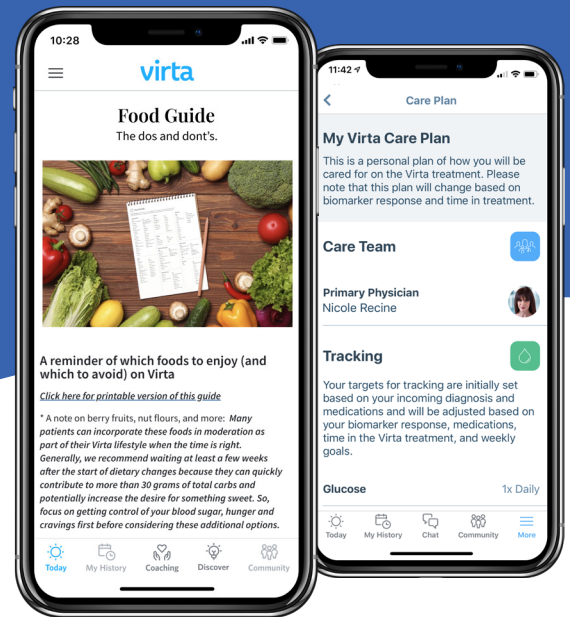 10:28
virta
Food Guide
The dos and dont's.
A reminder of which foods to enjoy (and
which to avoid) on Virta
Click here for printable version of this guide
* A note on berry fruits, nut flours, and more: Many
patients can incorporate these foods in moderation as
part of their Virta lifestyle when the time is right.
Generally, we recommend waiting at least a few weeks
after the start of dietary changes because they can quickly
contribute to more than 30 grams of total carbs and
potentially increase the desire for something sweet. So,
focus on getting control of your blood sugar, hunger and
cravings first before considering these additional options.
Today My History Coaching Discover Community
11:42
Care Plan
My Virta Care Plan
This is a personal plan of how you will be
cared for on the Virta treatment. Please
note that this plan will change based on
biomarker response and time in treatment.
Care Team
Primary Physician
Nicole Recine
Tracking
Your targets for tracking are initially set
based on your incoming diagnosis and
medications and will be adjusted based on
your biomarker response, medications,
time in the Virta treatment, and weekly
goals.
Glucose 1x Daily
Today My History Chat Community More